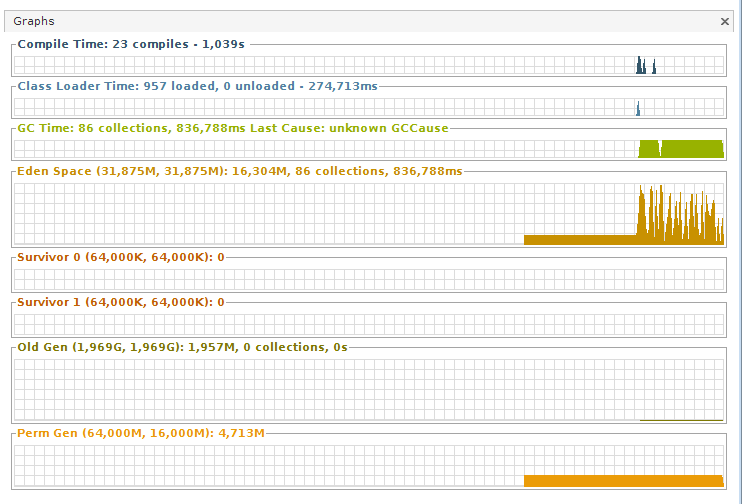 Graphs
Compile Time: 23 compiles - 1,039s
Class Loader Time: 957 loaded, 0 unloaded - 274,713ms
GC Time: 86 collections, 836,788ms Last Cause: unknown GCCause
Eden Space (31,875M, 31,875M): 16,304M, 86 collections, 836,788ms
Survivor 0 (64,000K, 64,000K): 0
Survivor 1 (64,000K, 64,000K): 0
Old Gen (1,969G, 1,969G): 1,957M, 0 collections, 0s
Perm Gen (64,000M, 16,000M): 4,713M